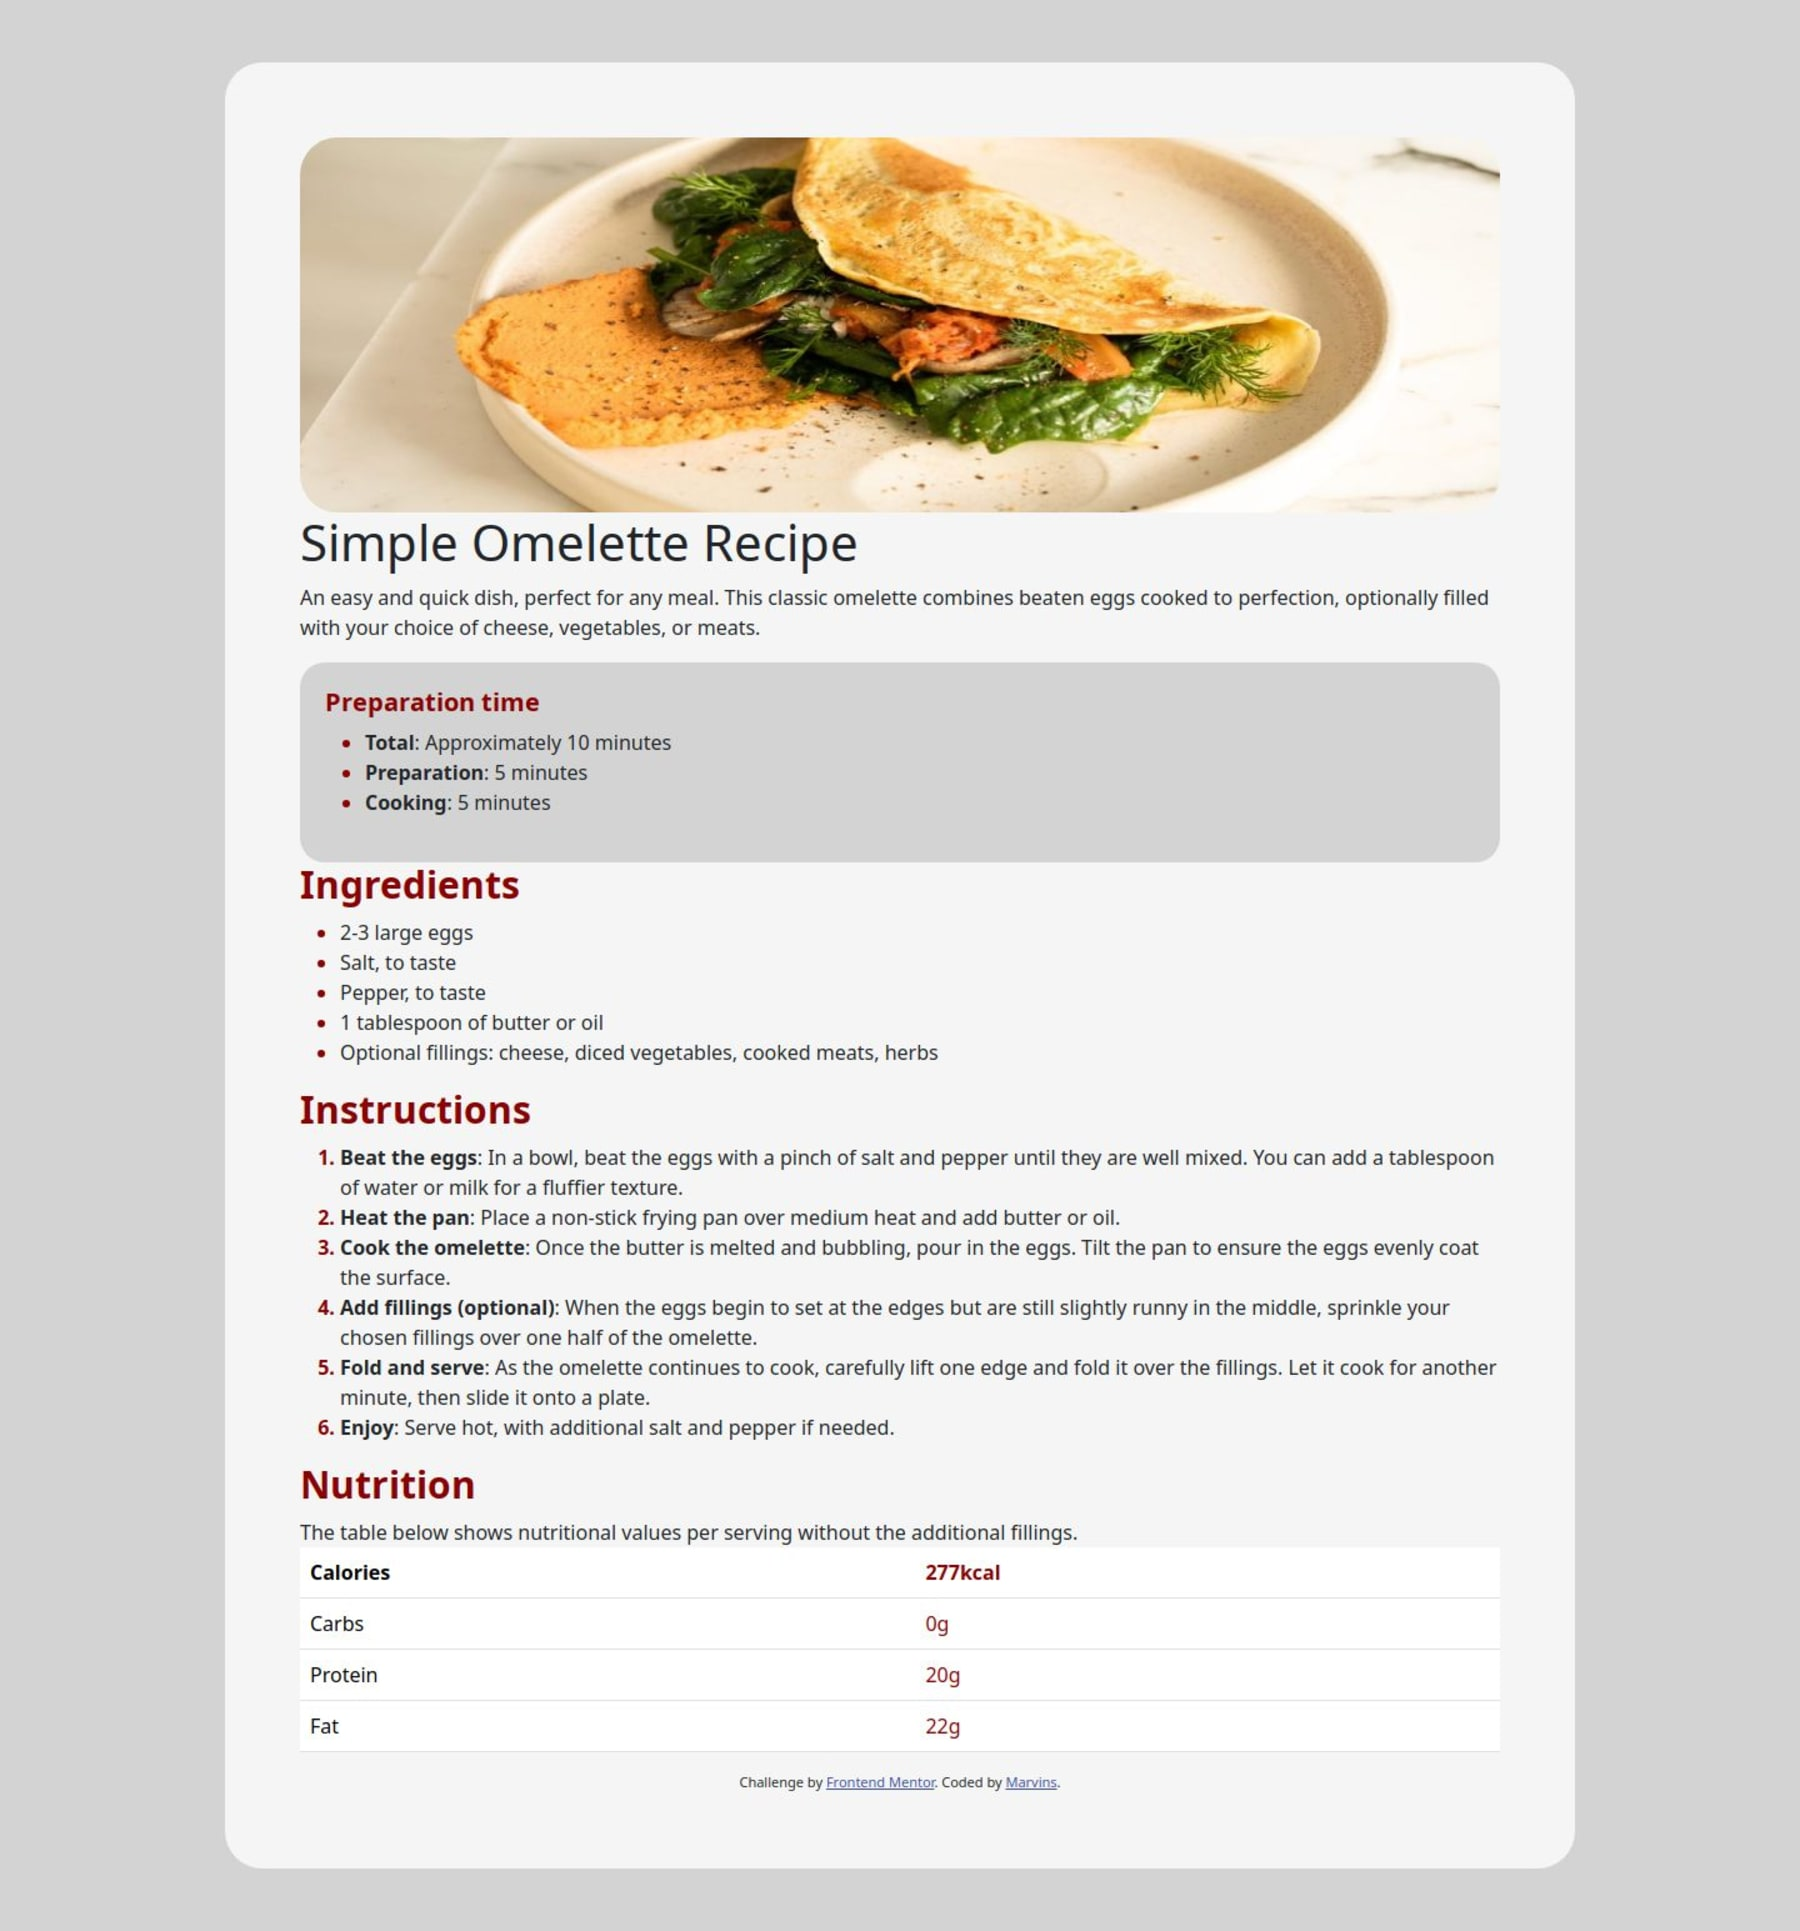 Simple Omelette Recipe
An easy and quick dish, perfect for any meal. This classic omelette combines beaten eggs cooked to perfection, optionally filled
with your choice of cheese, vegetables, or meats.
Preparation time
Total: Approximately 10 minutes
Preparation: 5 minutes
Cooking: 5 minutes
Ingredients
2-3 large eggs
Salt, to taste
Pepper, to taste
1 tablespoon of butter or oil
Optional fillings: cheese, diced vegetables, cooked meats, herbs
Instructions
1. Beat the eggs: In a bowl, beat the eggs with a pinch of salt and pepper until they are well mixed. You can add a tablespoon
of water or milk for a fluffier texture.
2. Heat the pan: Place a non-stick frying pan over medium heat and add butter or oil.
3. Cook the omelette: Once the butter is melted and bubbling, pour in the eggs. Tilt the pan to ensure the eggs evenly coat
the surface.
4. Add fillings (optional): When the eggs begin to set at the edges but are still slightly runny in the middle, sprinkle your
chosen fillings over one half of the omelette.
5. Fold and serve: As the omelette continues to cook, carefully lift one edge and fold it over the fillings. Let it cook for another
minute, then slide it onto a plate.
6. Enjoy: Serve hot, with additional salt and pepper if needed.
Nutrition
The table below shows nutritional values per serving without the additional fillings.
Calories 277kcal
Carbs 0g
Protein 20g
Fat 22g
Challenge by Frontend Mentor. Coded by Marvins.